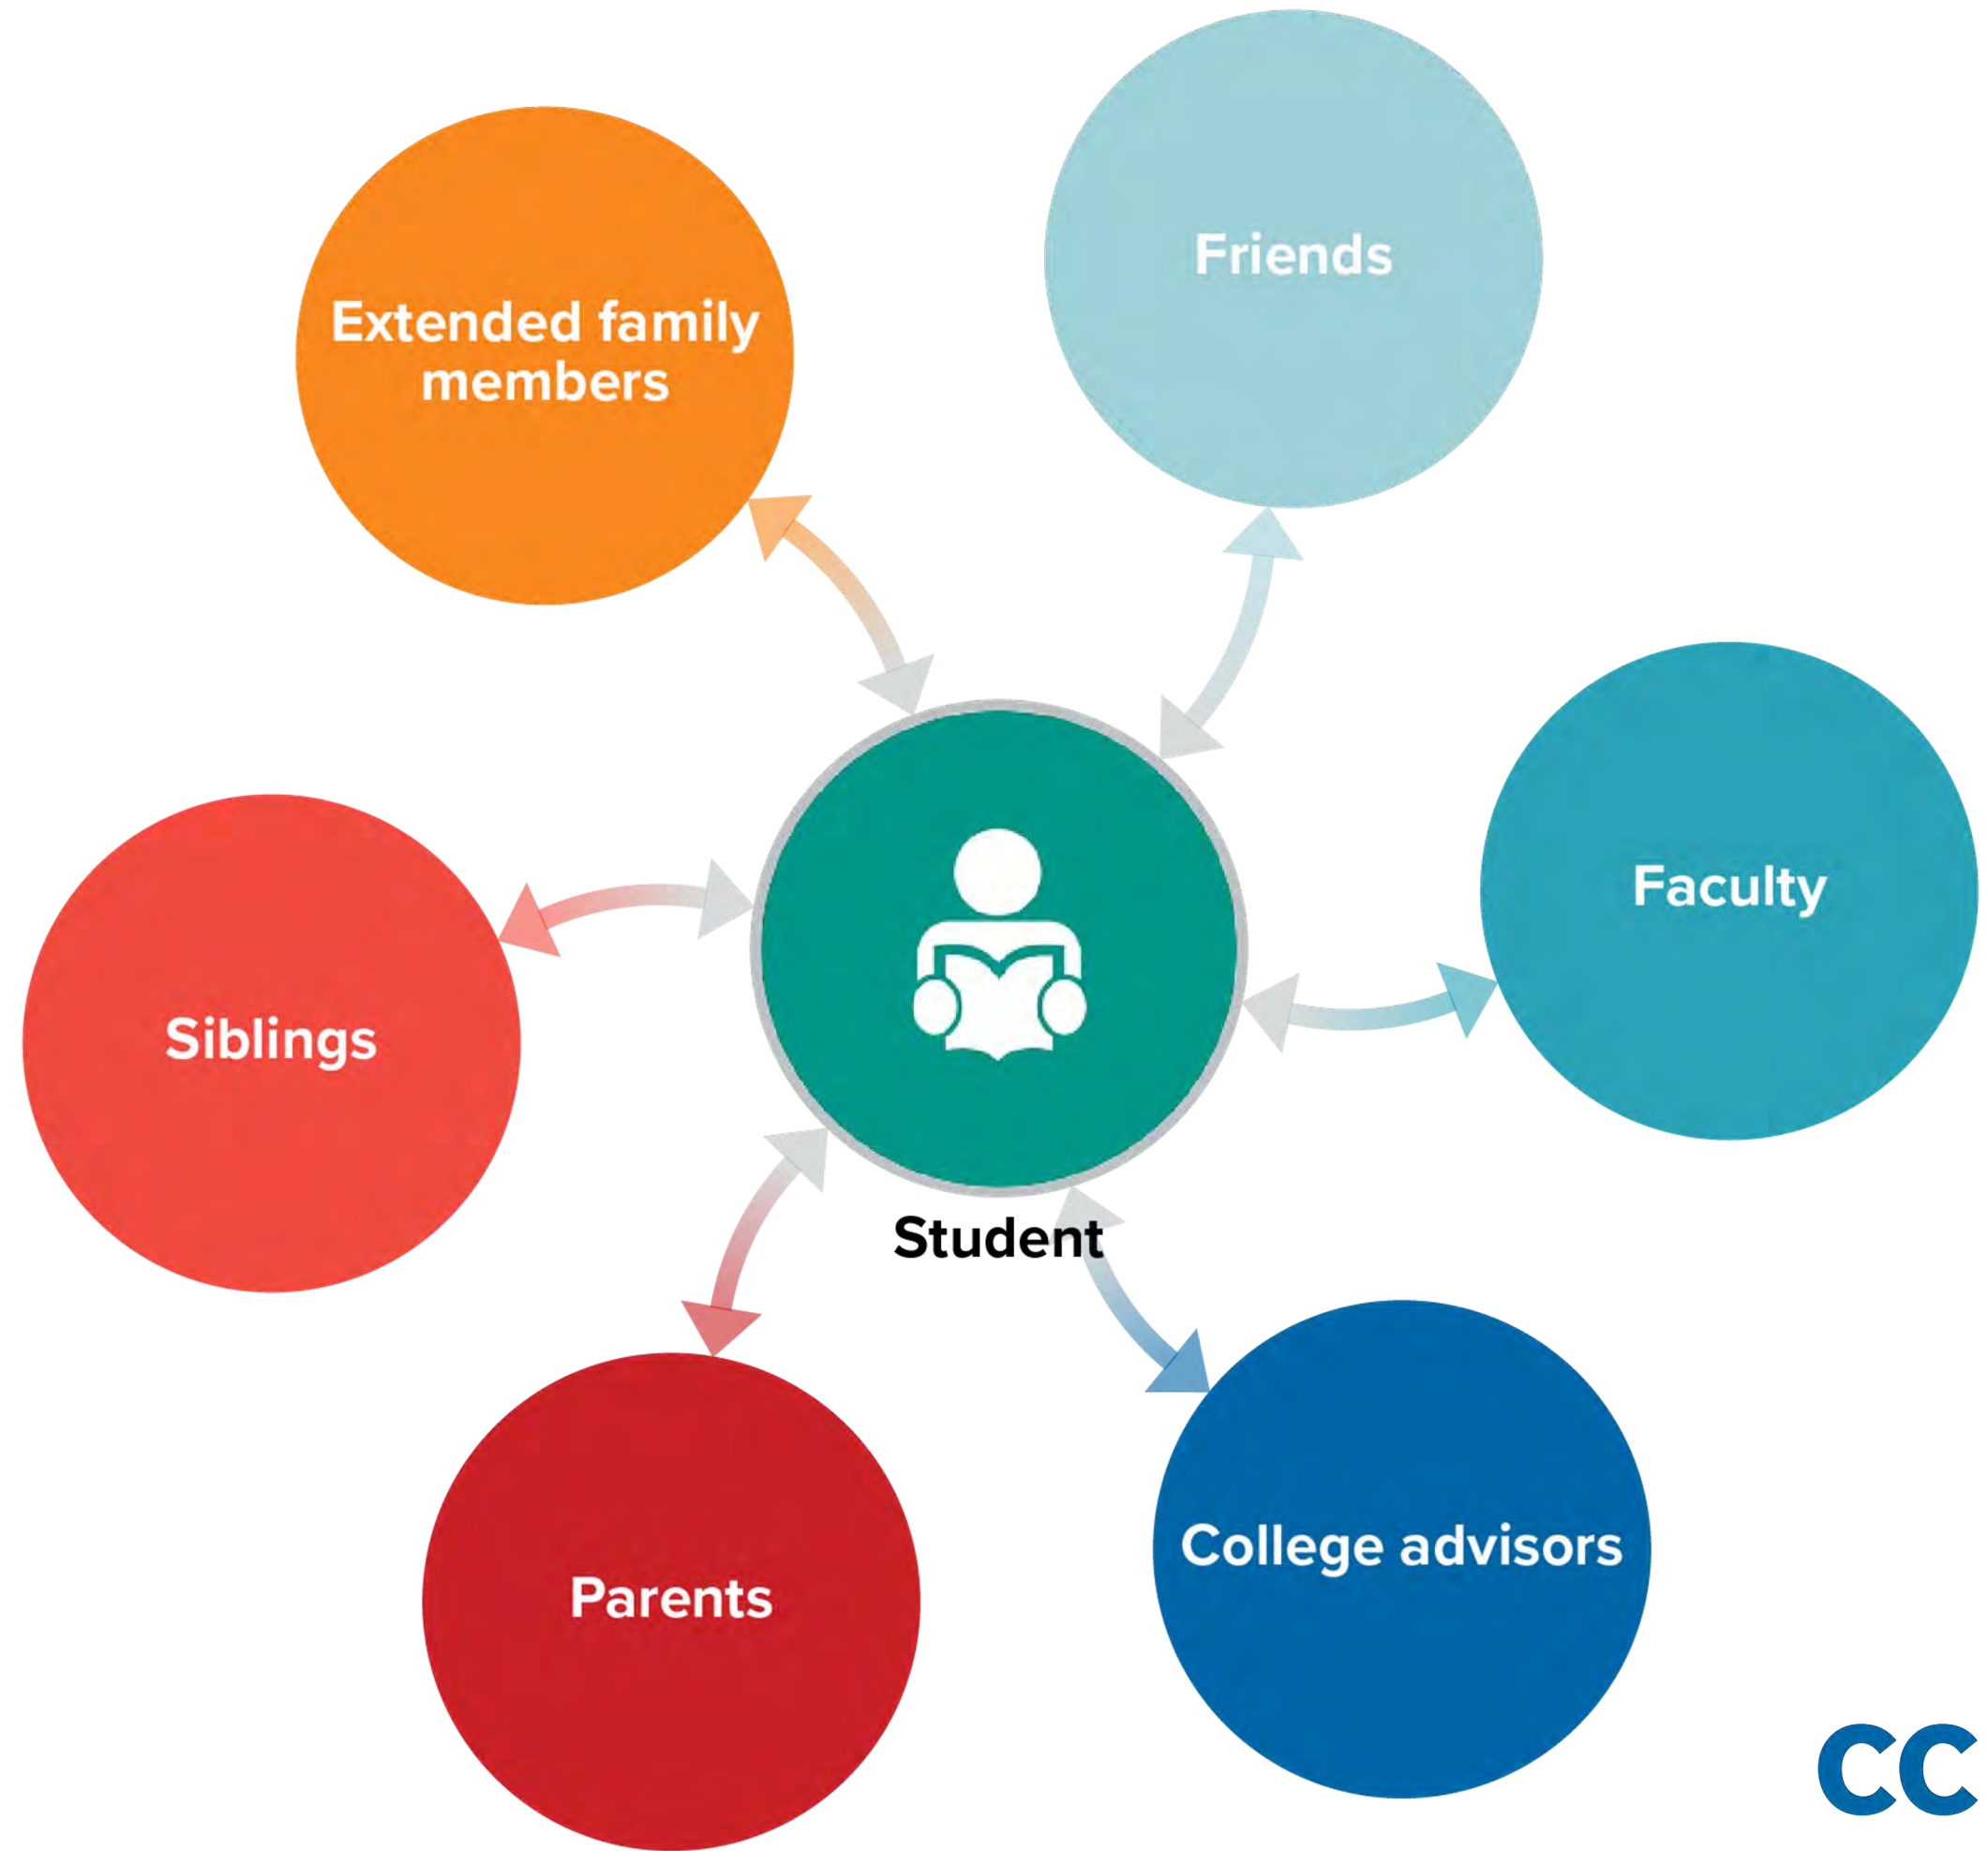 Friends
Extended family
members
Faculty
Siblings
Student
College advisors
Parents
CC